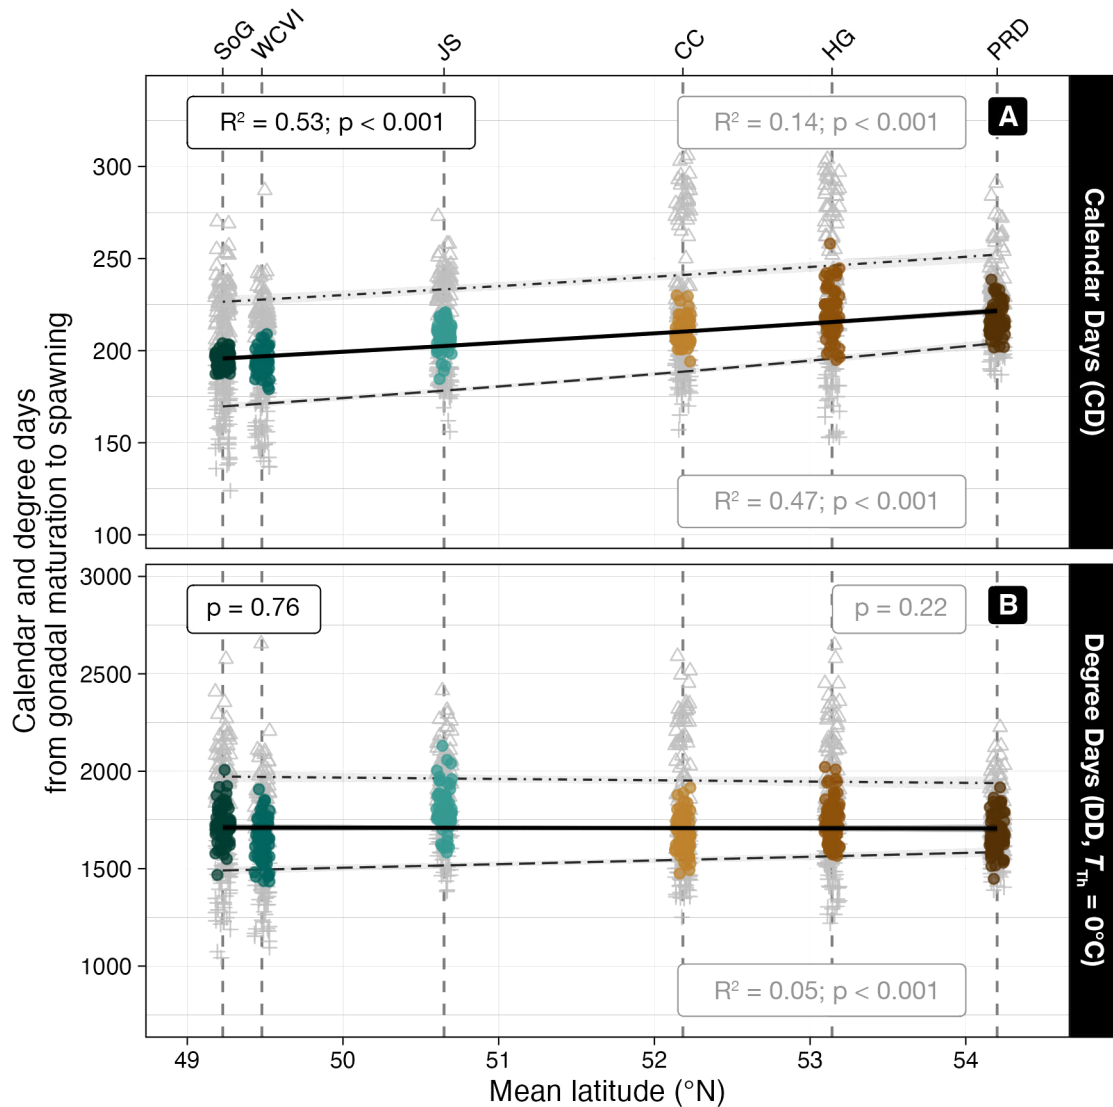 SoG
WCVI
JS
CC
HG
PRD
R² = 0.53; p < 0.001
R² = 0.14; p < 0.001
A
300
250
200
150
100
R² = 0.47; p < 0.001
Calendar Days (CD)
Calendar and degree days
from gonadal maturation to spawning
3000
2500
2000
1500
1000
p = 0.76
p = 0.22
B
R² = 0.05; p < 0.001
Degree Days (DD, T Th = 0°C)
49
50
51
52
53
54
Mean latitude (°N)